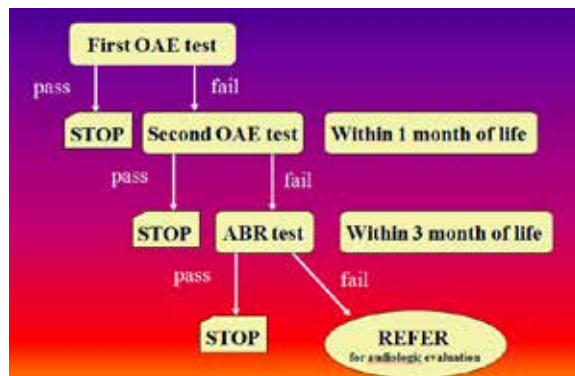 First OAE test
pass
fail
STOP
Second OAE test
Within 1 month of life
pass
fail
STOP
ABR test
Within 3 month of life
pass
fail
STOP
REFER
for audiologic evaluation